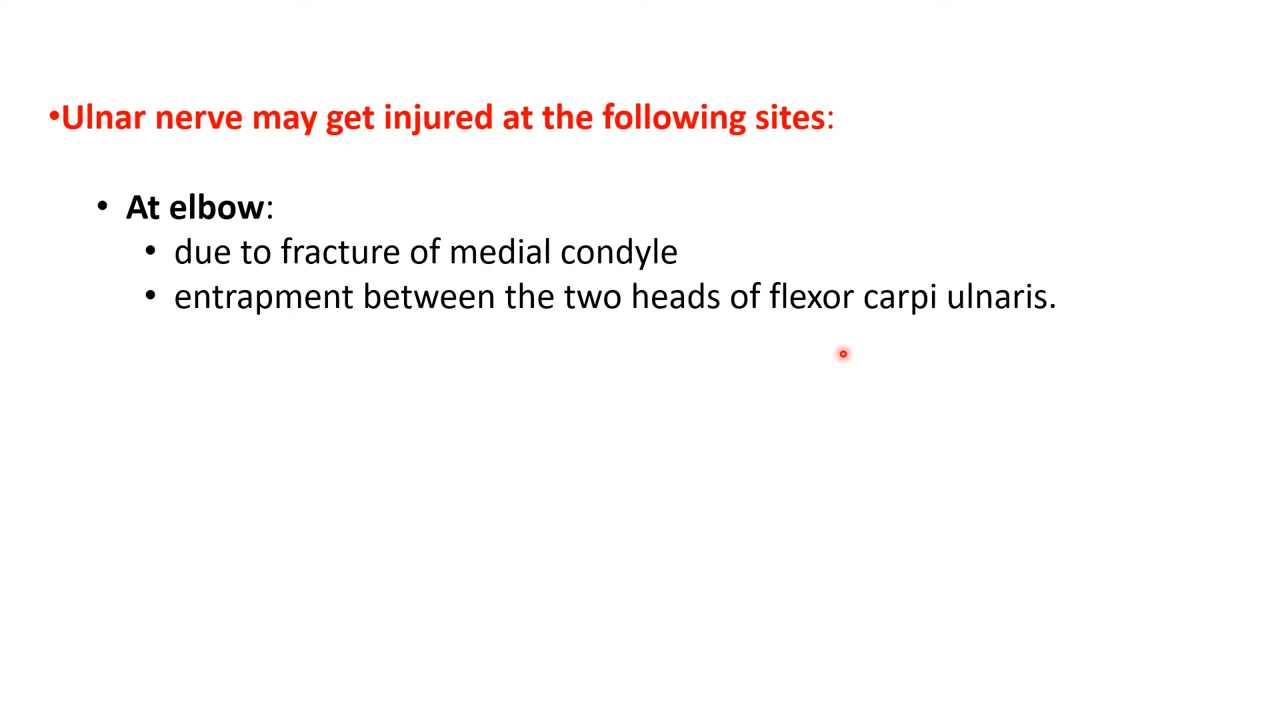 •Ulnar nerve may get injured at the following sites:
• At elbow:
• due to fracture of medial condyle
• entrapment between the two heads of flexor carpi ulnaris.